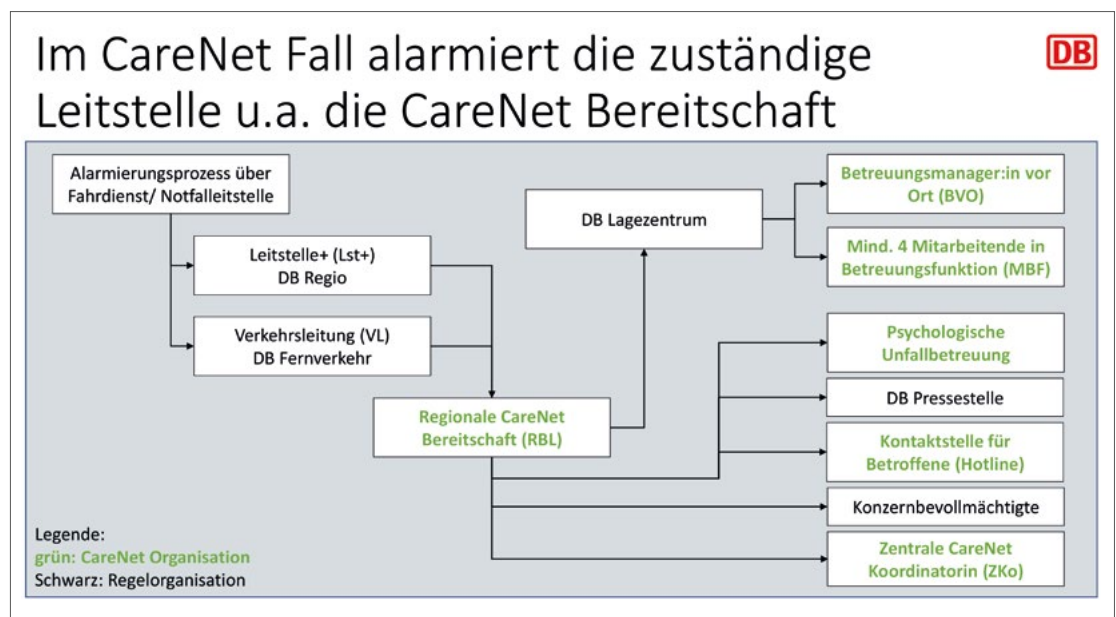 Im CareNet Fall alarmiert die zuständige
Leitstelle u.a. die CareNet Bereitschaft
DB
Alarmierungsprozess über
Fahrdienst/ Notfalleitstelle
Leitstelle+ (Lst+)
DB Regio
Verkehrsleitung (VL)
DB Fernverkehr
Regionale CareNet
Bereitschaft (RBL)
DB Lagezentrum
Betreuungsmanager:in vor
Ort (BVO)
Mind. 4 Mitarbeitende in
Betreuungsfunktion (MBF)
Psychologische
Unfallbetreuung
DB Pressestelle
Kontaktstelle für
Betroffene (Hotline)
Konzernbevollmächtigte
Zentrale CareNet
Koordinatorin (ZKo)
Legende:
grün: CareNet Organisation
Schwarz: Regelorganisation